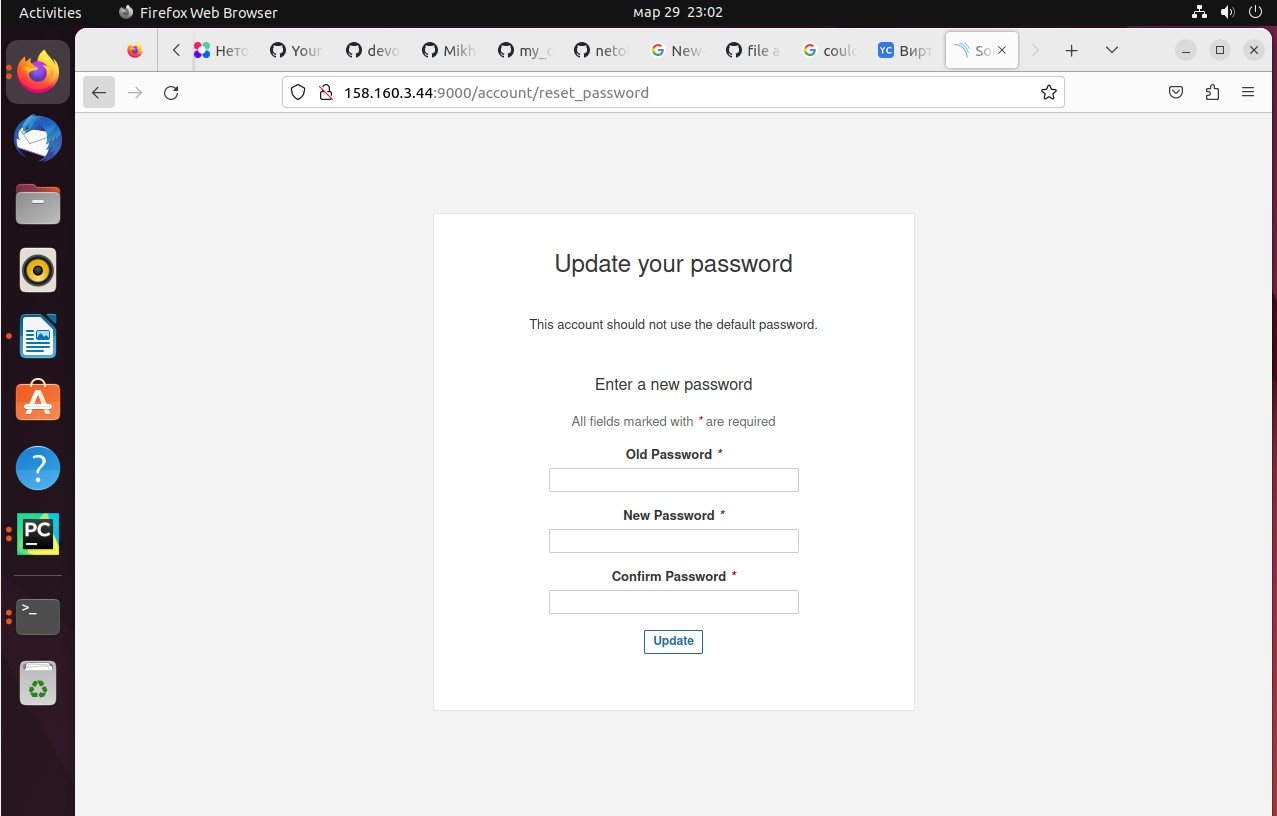 Activities Firefox Web Browser мар 29 23:02
Нето Your devo Mikh my_c neto New file a coulc YC Вирт Sor
158.160.3.44:9000/account/reset_password
Update your password
This account should not use the default password.
Enter a new password
All fields marked with * are required
Old Password *
New Password *
Confirm Password *
Update
PC
>_